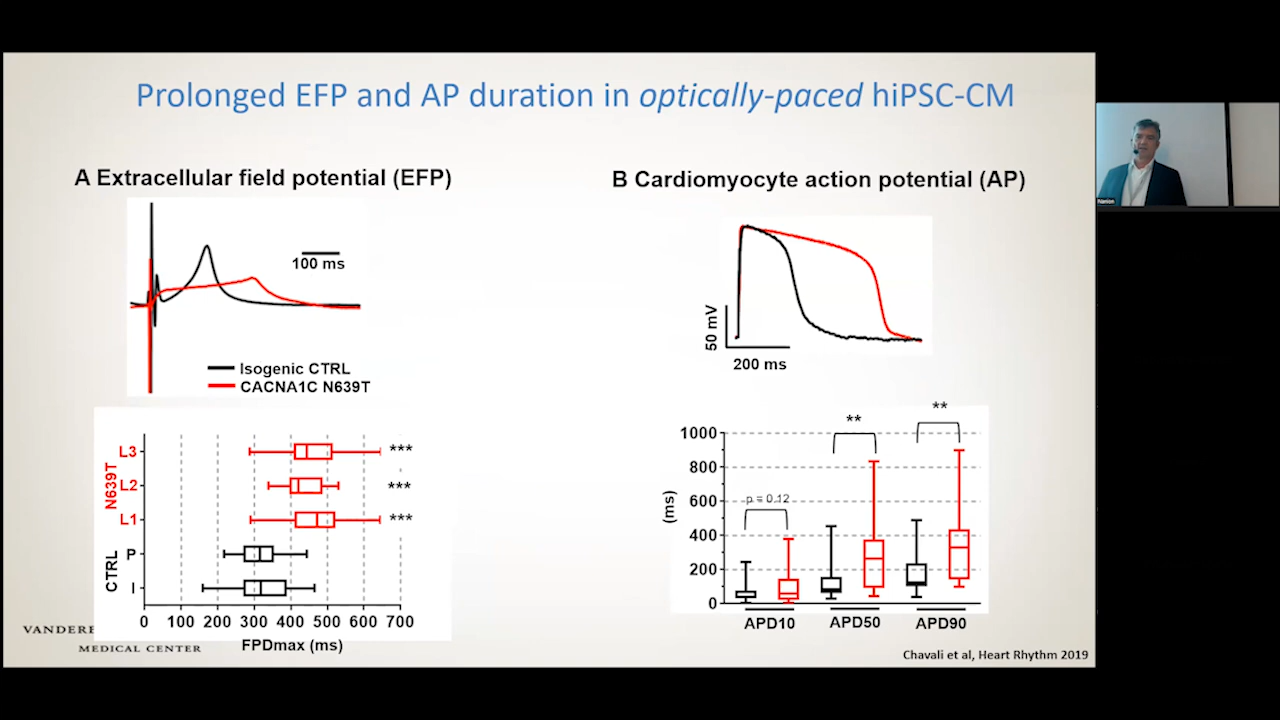 Prolonged EFP and AP duration in optically-paced hiPSC-CM
A Extracellular field potential (EFP)
100 ms
Isogenic CTRL
CACNA1C N639T
N639T
L3
***
L2
***
L1
***
CTRL
P
I
0 100 200 300 400 500 600 700
FPDmax (ms)
B Cardiomyocyte action potential (AP)
50 mV
200 ms
(ms)
1000
800
600
400
200
0
p = 0.12
**
**
APD10 APD50 APD90
MEDICAL CENTER
Chavali et al, Heart Rhythm 2019
Nanion